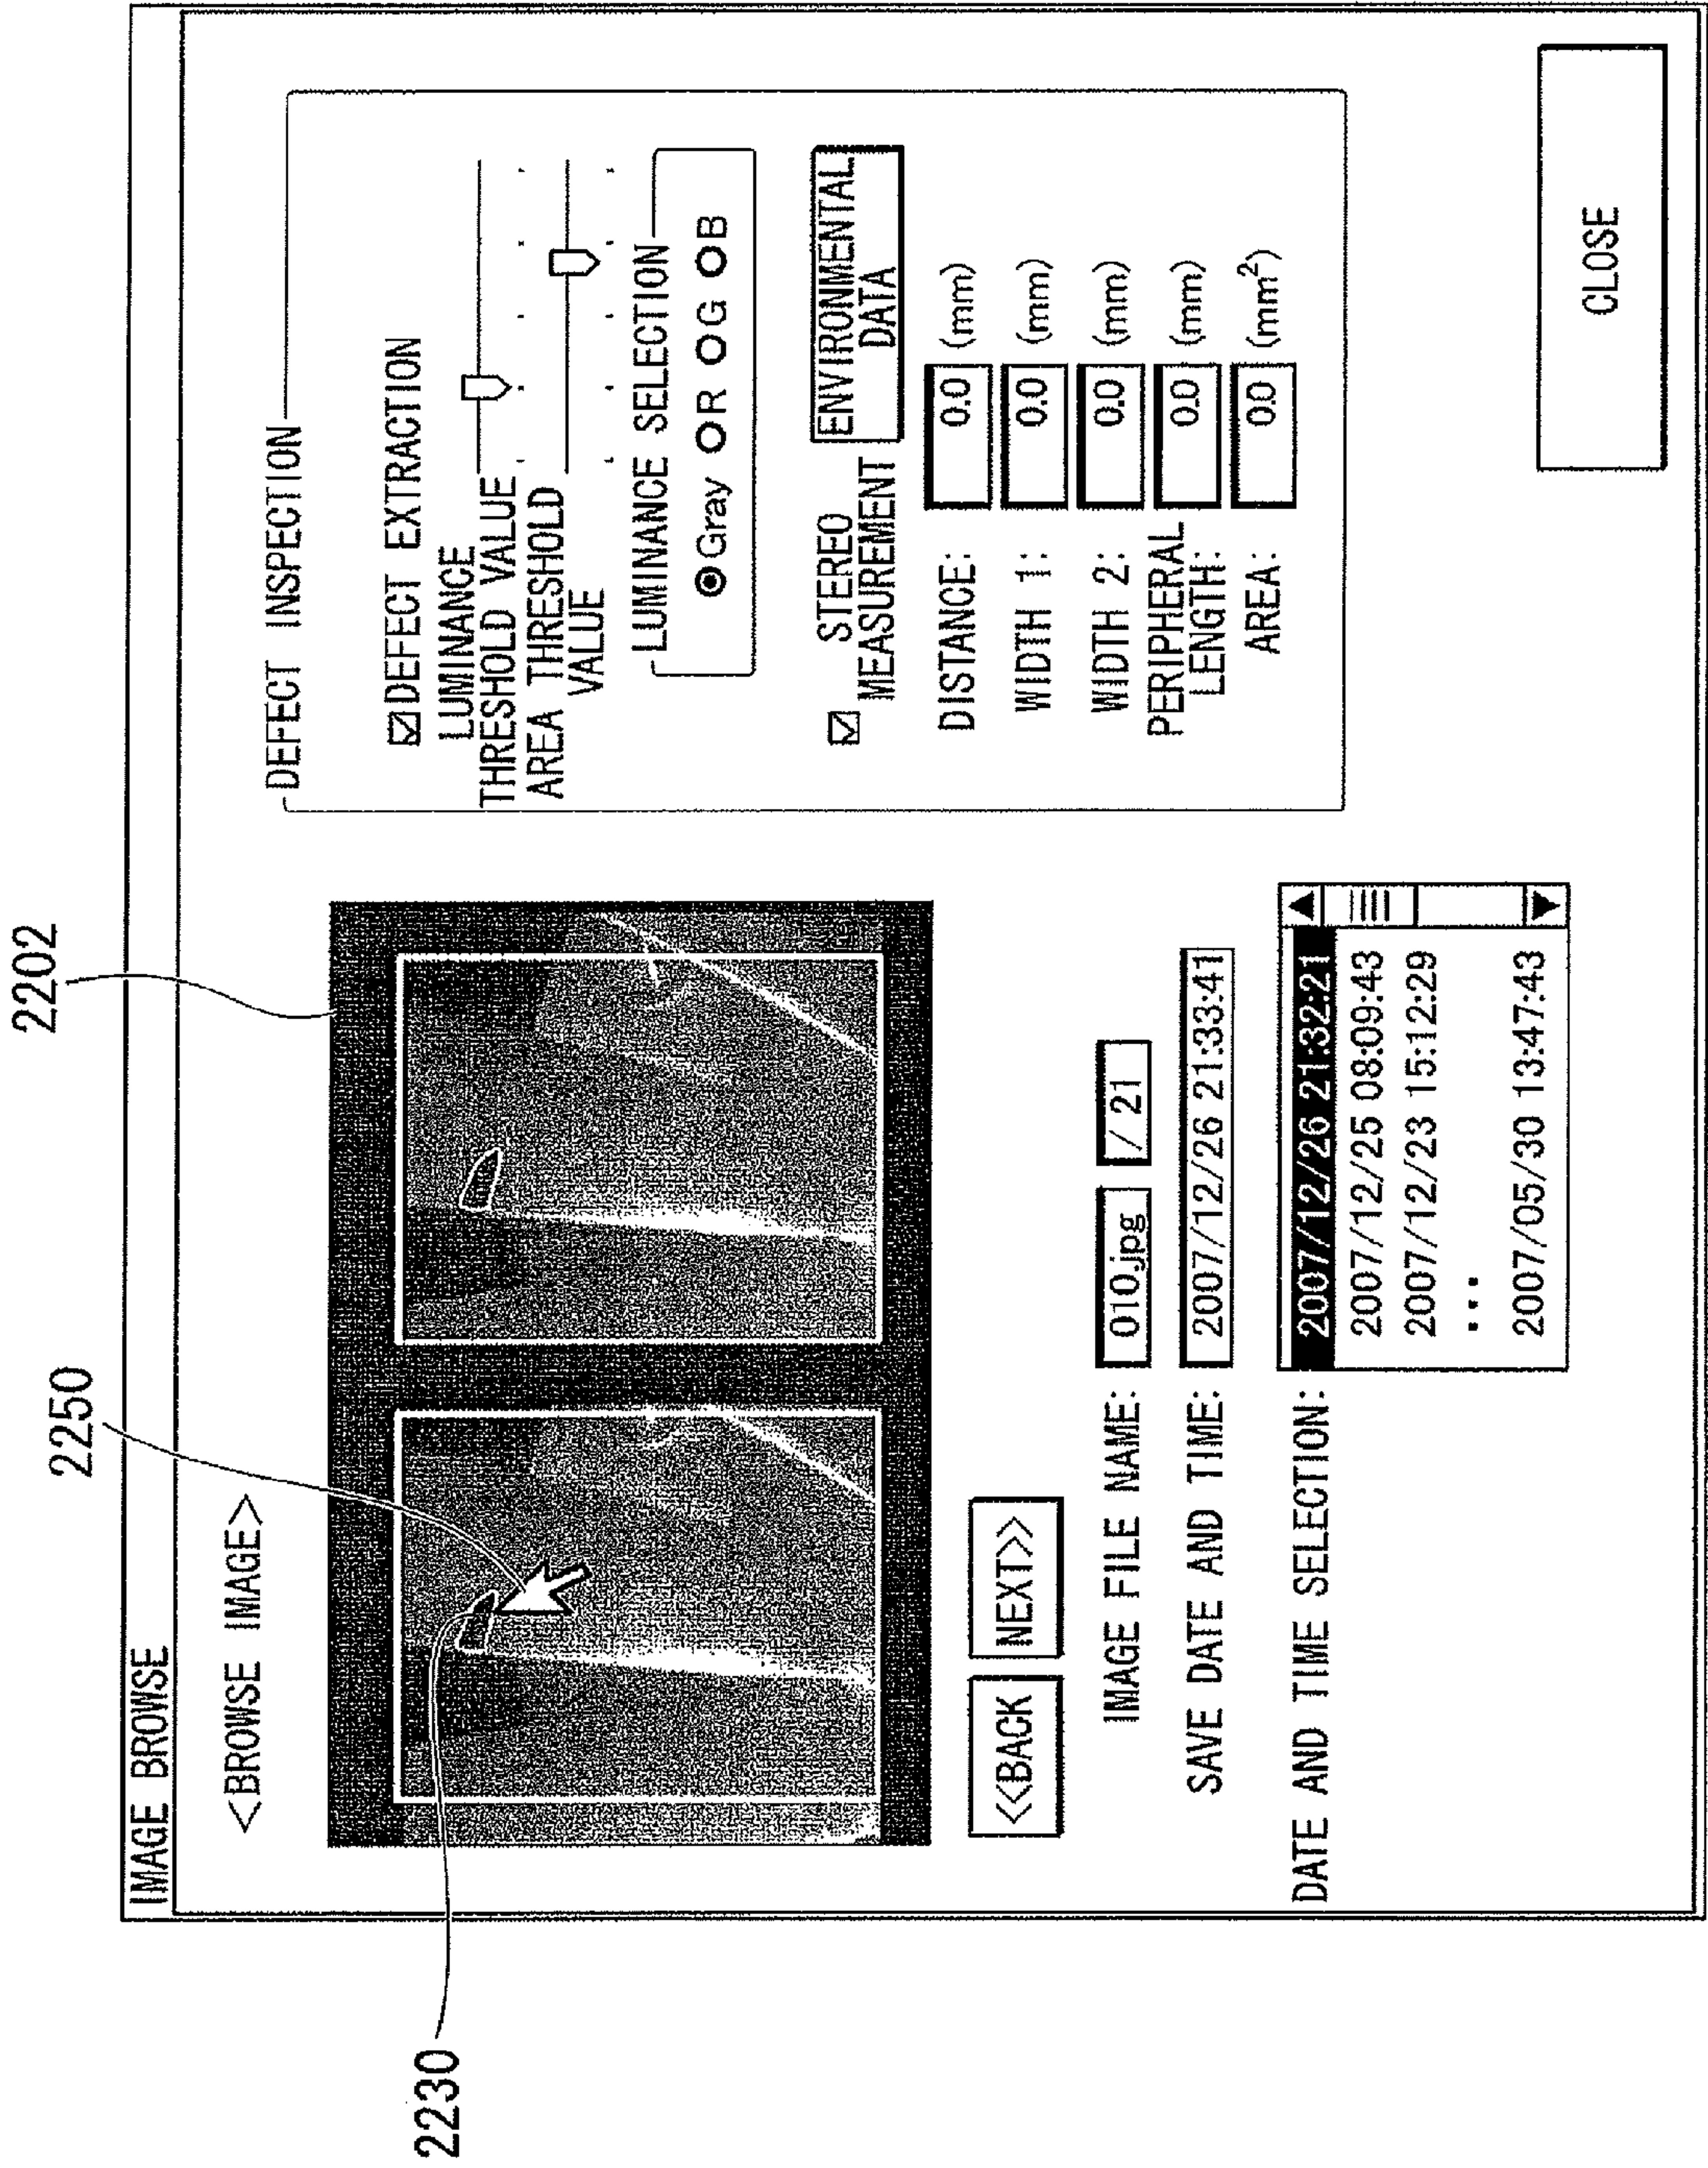 2202
2250
2230
IMAGE BROWSE
<BROWSE IMAGE>
<<BACK
NEXT>>
IMAGE FILE NAME: 010.jpg / 21
SAVE DATE AND TIME: 2007/12/26 21:33:41
DATE AND TIME SELECTION:
2007/12/26 21:32:21
2007/12/25 08:09:43
2007/12/23 15:12:29
...
2007/05/30 13:47:43
DEFECT INSPECTION
DEFECT EXTRACTION
LUMINANCE
THRESHOLD VALUE
AREA THRESHOLD
VALUE
LUMINANCE SELECTION
Gray R G B
STEREO
MEASUREMENT
ENVIRONMENTAL
DATA
DISTANCE: 0.0 (mm)
WIDTH 1: 0.0 (mm)
WIDTH 2: 0.0 (mm)
PERIPHERAL
LENGTH: 0.0 (mm)
AREA: 0.0 (mm²)
CLOSE